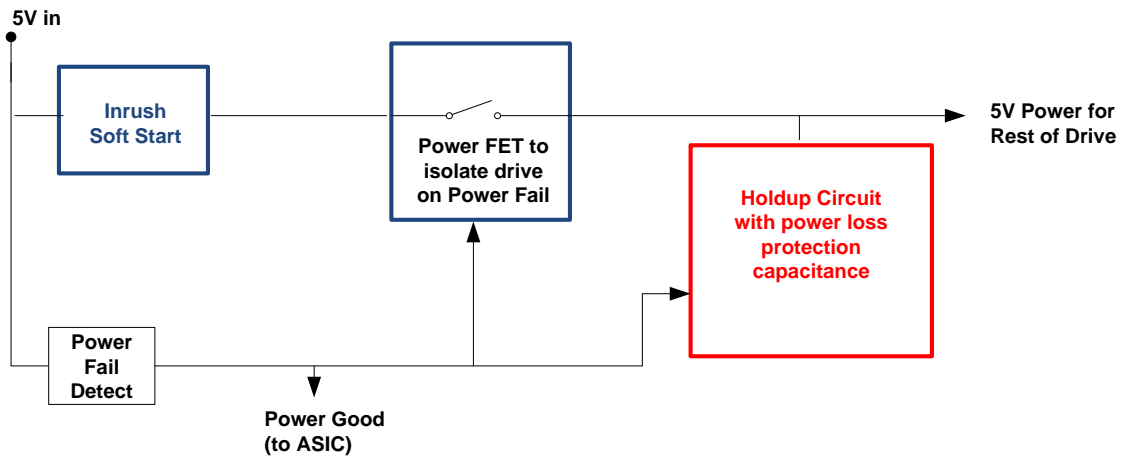 5V in
Inrush
Soft Start
Power FET to
isolate drive
on Power Fail
5V Power for
Rest of Drive
Holdup Circuit
with power loss
protection
capacitance
Power
Fail
Detect
Power Good
(to ASIC)